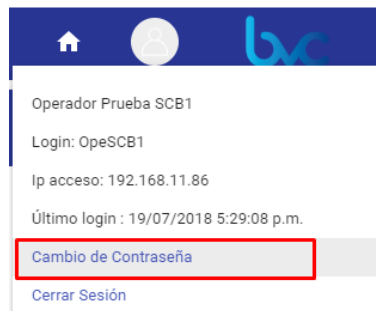 bvc
Operador Prueba SCB1
Login: OpeSCB1
Ip acceso: 192.168.11.86
Último login : 19/07/2018 5:29:08 p.m.
Cambio de Contraseña
Cerrar Sesión